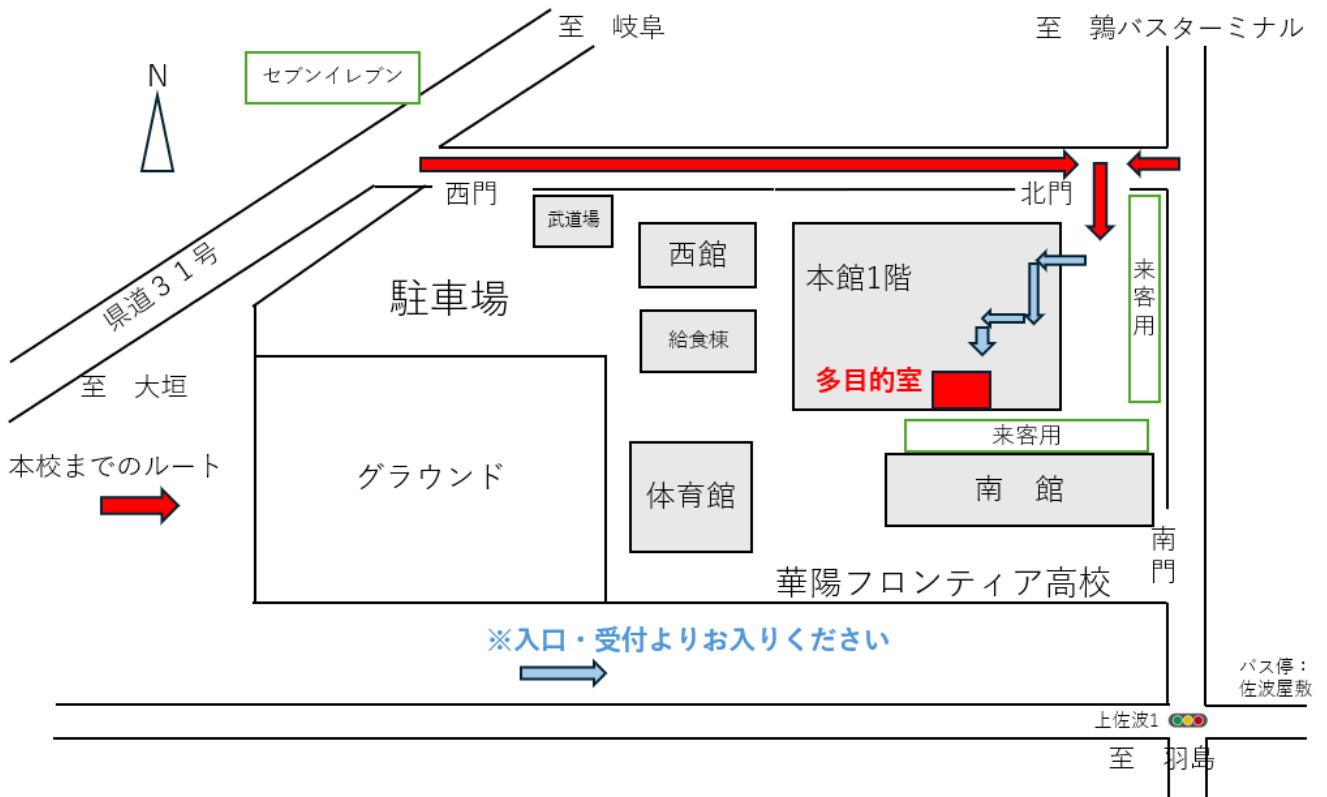 至　岐阜
至　鶉バスターミナル
N
セブンイレブン
西門
北門
武道場
西館
本館1階
来客用
県道３１号
駐車場
給食棟
至　大垣
多目的室
来客用
本校までのルート
グラウンド
体育館
南　館
南門
華陽フロンティア高校
※入口・受付よりお入りください
バス停：
佐波屋敷
上佐波1
至　羽島